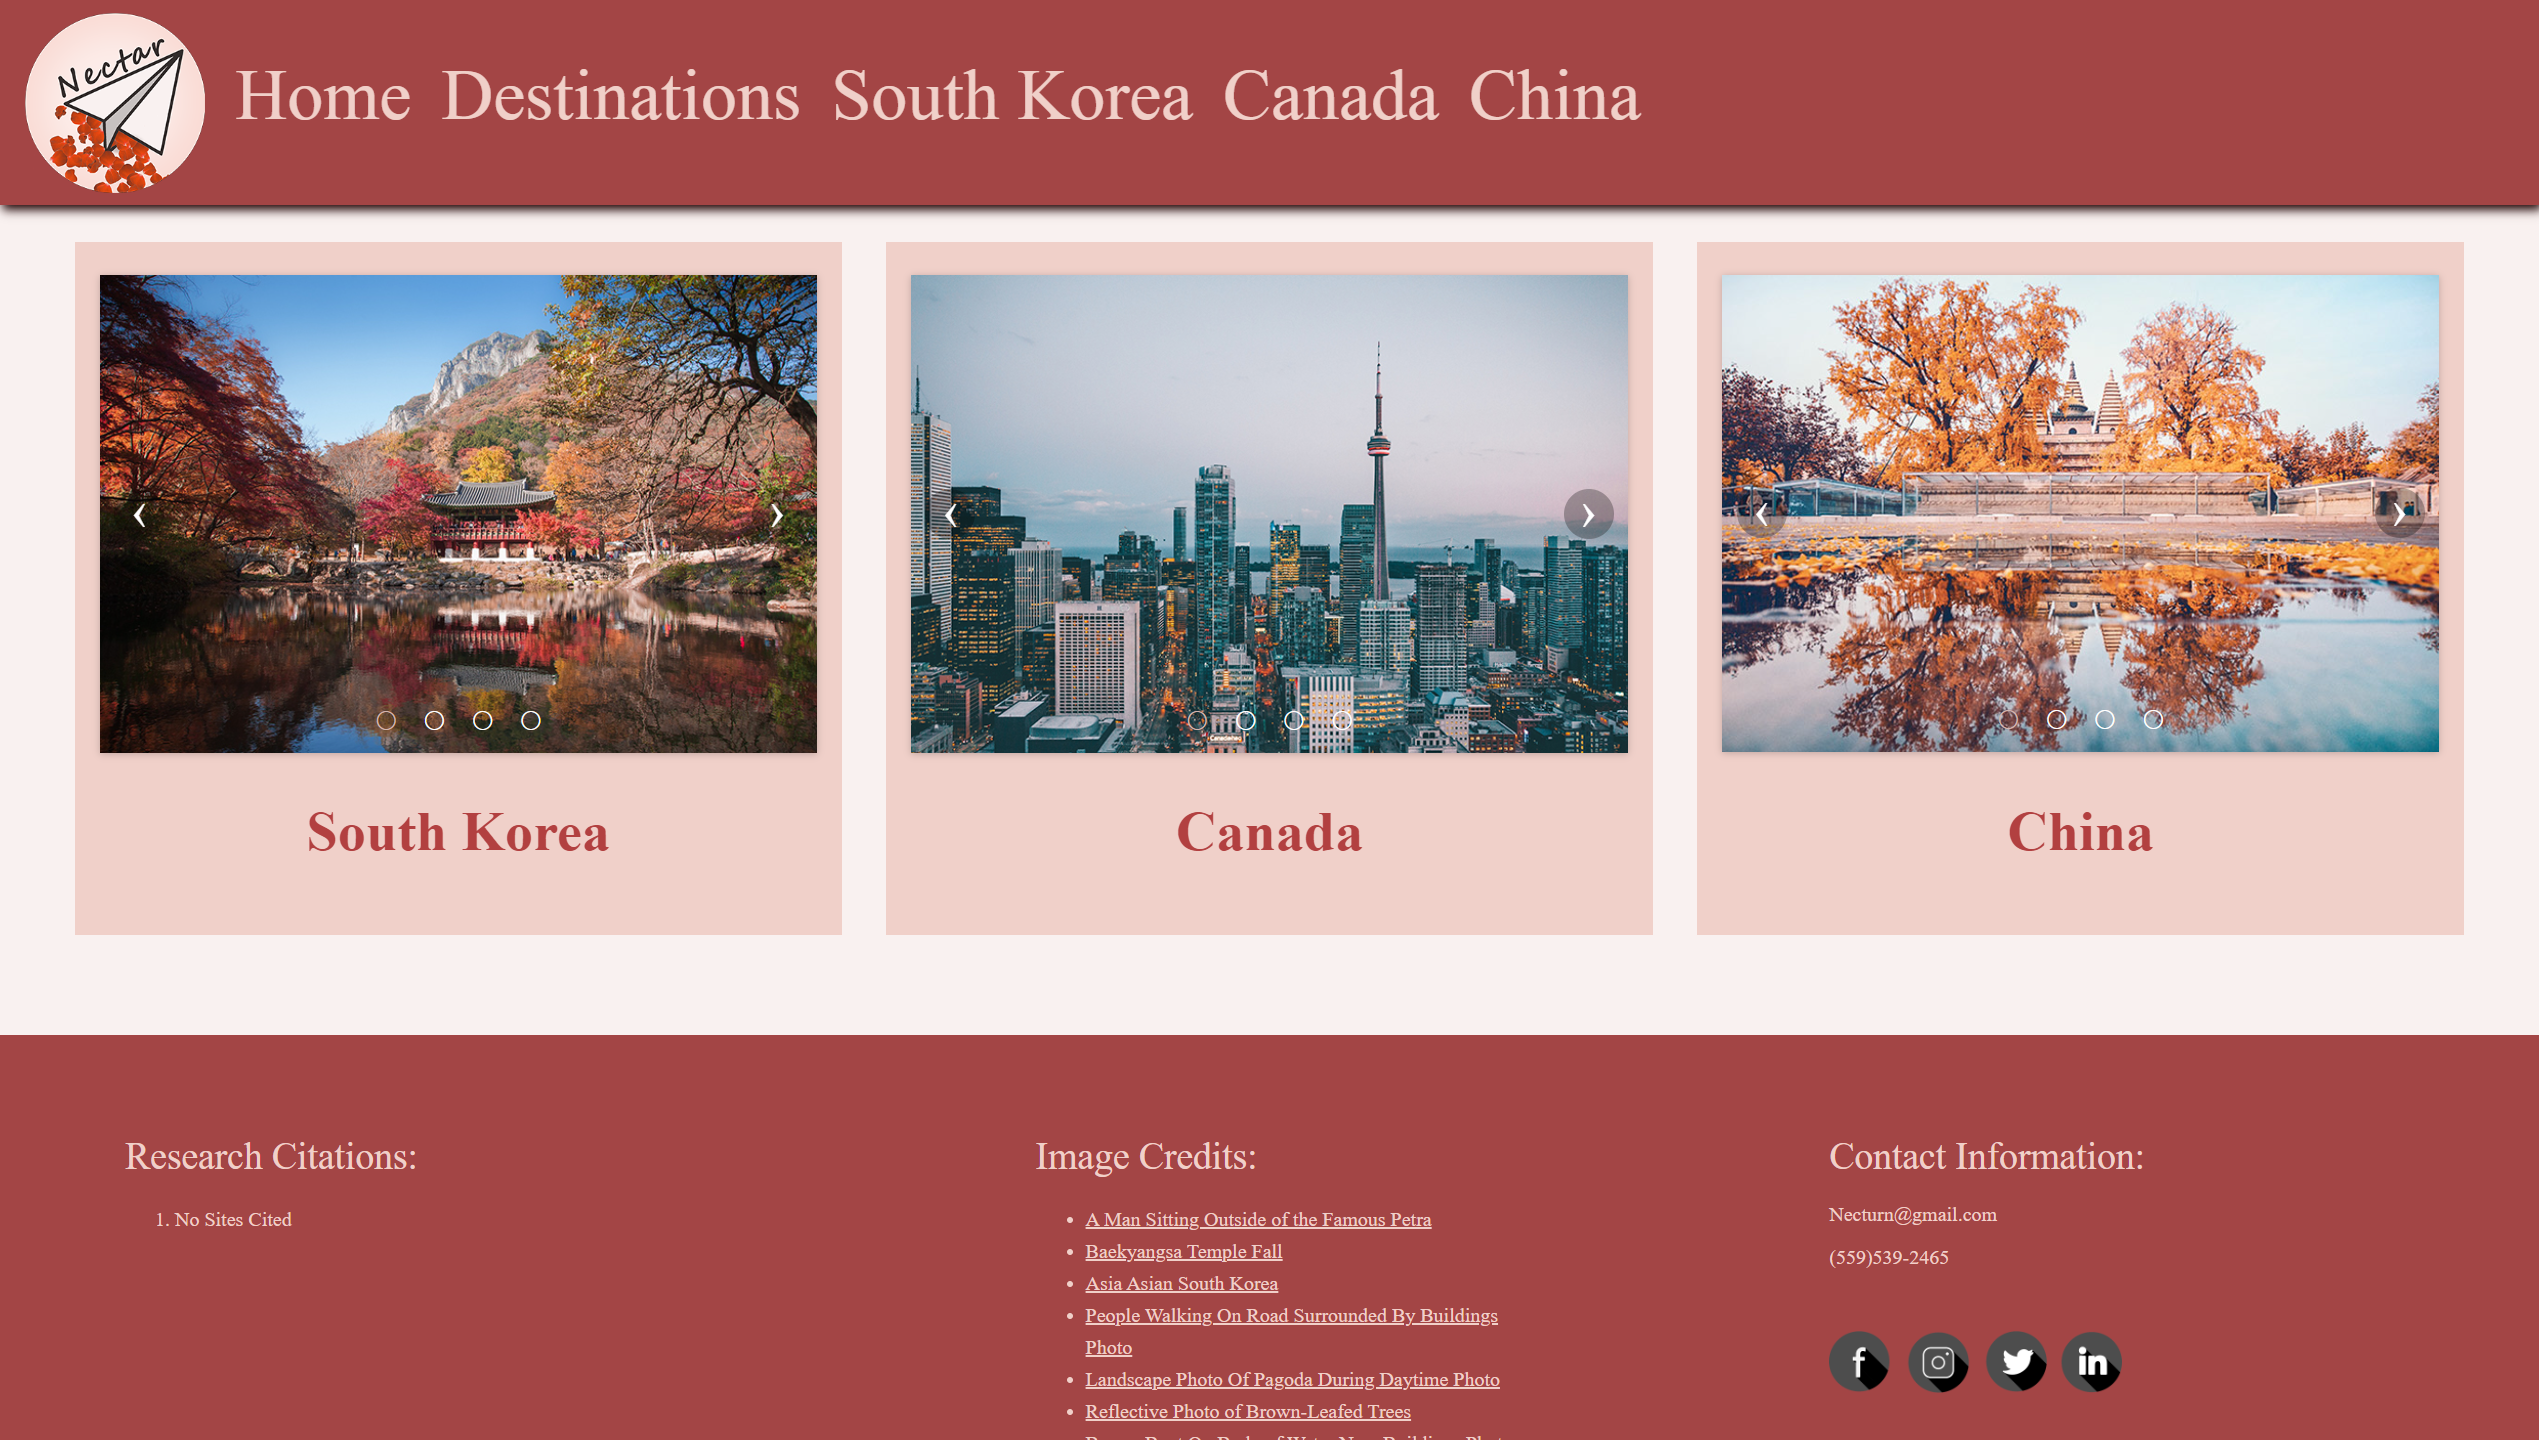 Nectar
Home Destinations South Korea Canada China
South Korea
Canada
China
Research Citations:
1. No Sites Cited
Image Credits:
• A Man Sitting Outside of the Famous Petra
• Baekyangsa Temple Fall
• Asia Asian South Korea
• People Walking On Road Surrounded By Buildings
Photo
• Landscape Photo Of Pagoda During Daytime Photo
• Reflective Photo of Brown-Leafed Trees
Contact Information:
Necturn@gmail.com
(559)539-2465